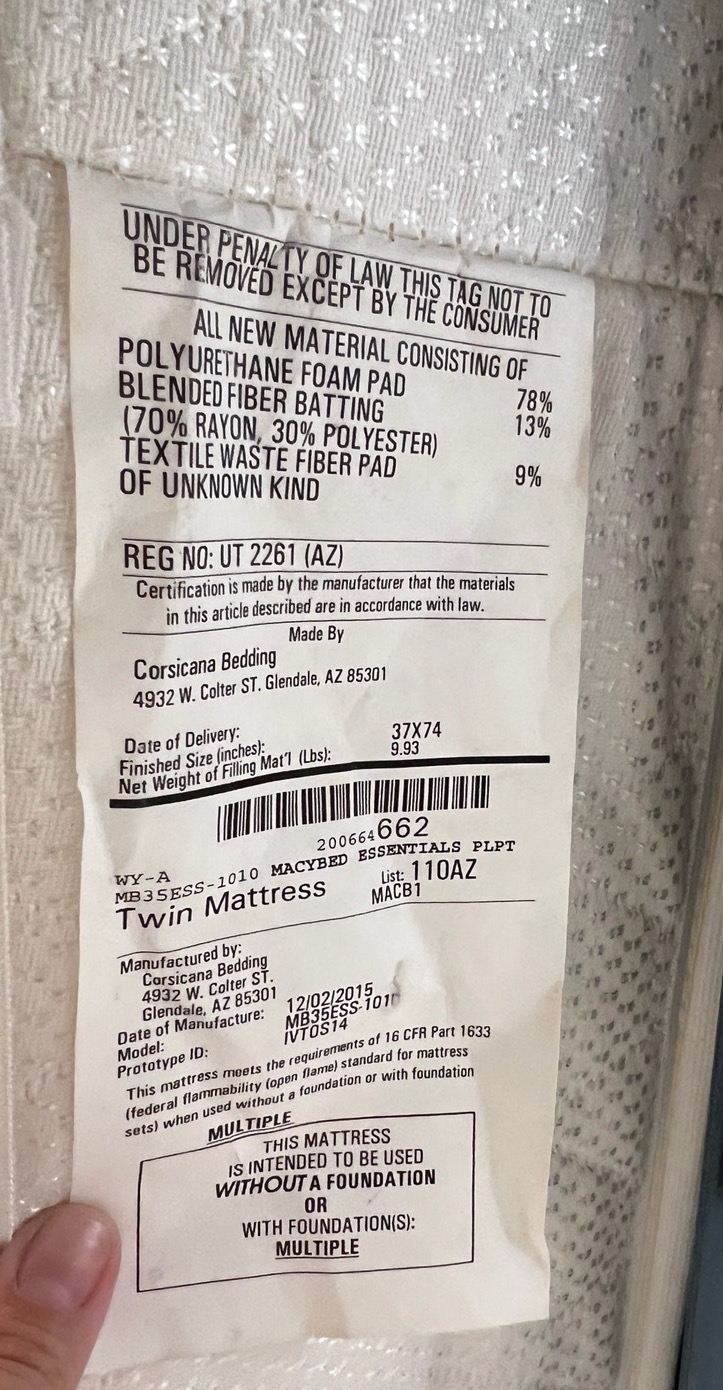 UNDER PENALTY OF LAW THIS TAG NOT TO
BE REMOVED EXCEPT BY THE CONSUMER
ALL NEW MATERIAL CONSISTING OF
POLYURETHANE FOAM PAD 78%
BLENDED FIBER BATTING 13%
(70% RAYON, 30% POLYESTER)
TEXTILE WASTE FIBER PAD 9%
OF UNKNOWN KIND
REG NO: UT 2261 (AZ)
Certification is made by the manufacturer that the materials
in this article described are in accordance with law.
Made By
Corsicana Bedding
4932 W. Colter ST. Glendale, AZ 85301
Date of Delivery:
Finished Size (inches): 37X74
Net Weight of Filling Mat'l (Lbs): 9.93
200664662
WY-A
MB35ESS-1010 MACYBED ESSENTIALS PLPT
Twin Mattress List: 110AZ
MACB1
Manufactured by:
Corsicana Bedding
4932 W. Colter ST.
Glendale, AZ 85301
Date of Manufacture: 12/02/2015
Model: MB35ESS-101
Prototype ID: IVTOS14
This mattress meets the requirements of 16 CFR Part 1633
(federal flammability (open flame) standard for mattress
sets) when used without a foundation or with foundation
MULTIPLE
THIS MATTRESS
IS INTENDED TO BE USED
WITHOUT A FOUNDATION
OR
WITH FOUNDATION(S):
MULTIPLE